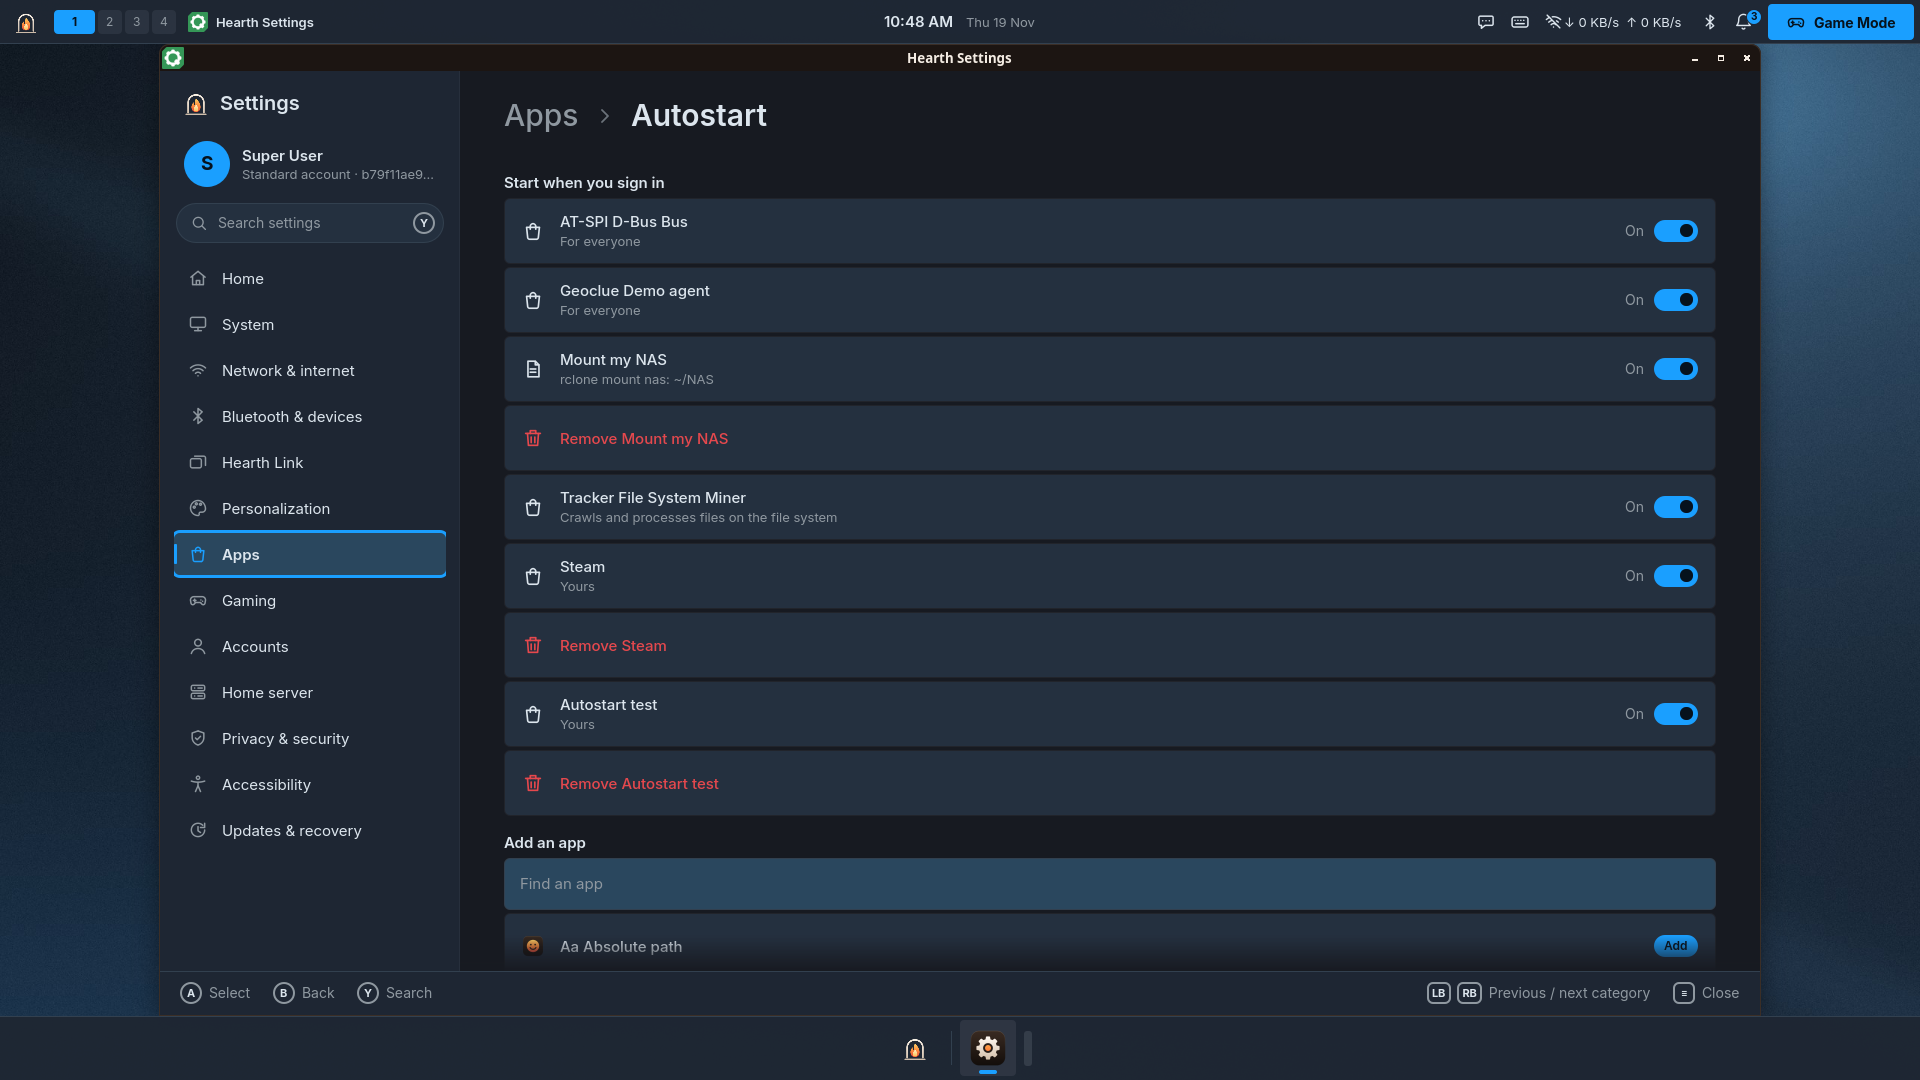 1 2 3 4 Hearth Settings
10:48 AM Thu 19 Nov
↓ 0 KB/s ↑ 0 KB/s
3
Game Mode
Hearth Settings
Settings
S
Super User
Standard account · b79f11ae9...
Search settings Y
Home
System
Network & internet
Bluetooth & devices
Hearth Link
Personalization
Apps
Gaming
Accounts
Home server
Privacy & security
Accessibility
Updates & recovery
Apps > Autostart
Start when you sign in
AT-SPI D-Bus Bus
For everyone
On
Geoclue Demo agent
For everyone
On
Mount my NAS
rclone mount nas: ~/NAS
On
Remove Mount my NAS
Tracker File System Miner
Crawls and processes files on the file system
On
Steam
Yours
On
Remove Steam
Autostart test
Yours
On
Remove Autostart test
Add an app
Find an app
Aa Absolute path
Add
A Select B Back Y Search
LB RB Previous / next category ≡ Close